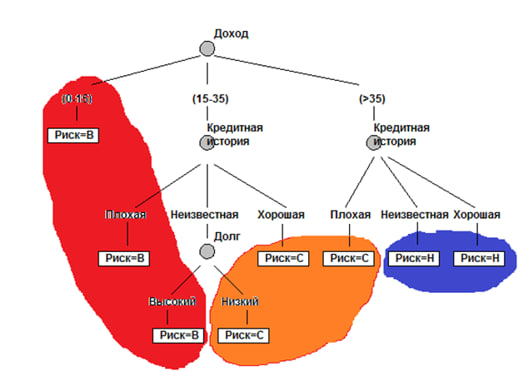 Доход
(0-15) (15-35) (>35)
Риск=В Кредитная история Кредитная история
Плохая Неизвестная Хорошая Плохая Неизвестная Хорошая
Долг
Риск=В Риск=С Риск=С Риск=Н Риск=Н
Высокий Низкий
Риск=В Риск=С